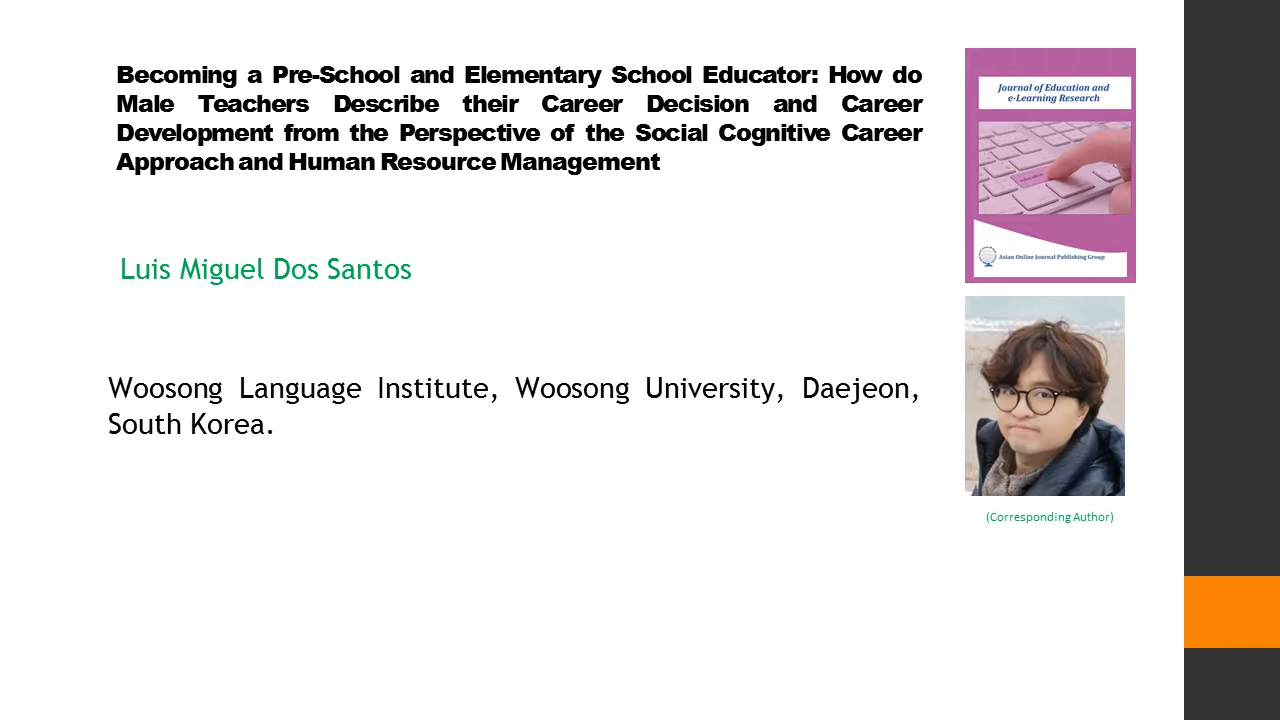 Becoming a Pre-School and Elementary School Educator: How do
Male Teachers Describe their Career Decision and Career
Development from the Perspective of the Social Cognitive Career
Approach and Human Resource Management
Journal of Education and
e-Learning Research
Asian Online Journal Publishing Group
Luis Miguel Dos Santos
Woosong Language Institute, Woosong University, Daejeon,
South Korea.
(Corresponding Author)